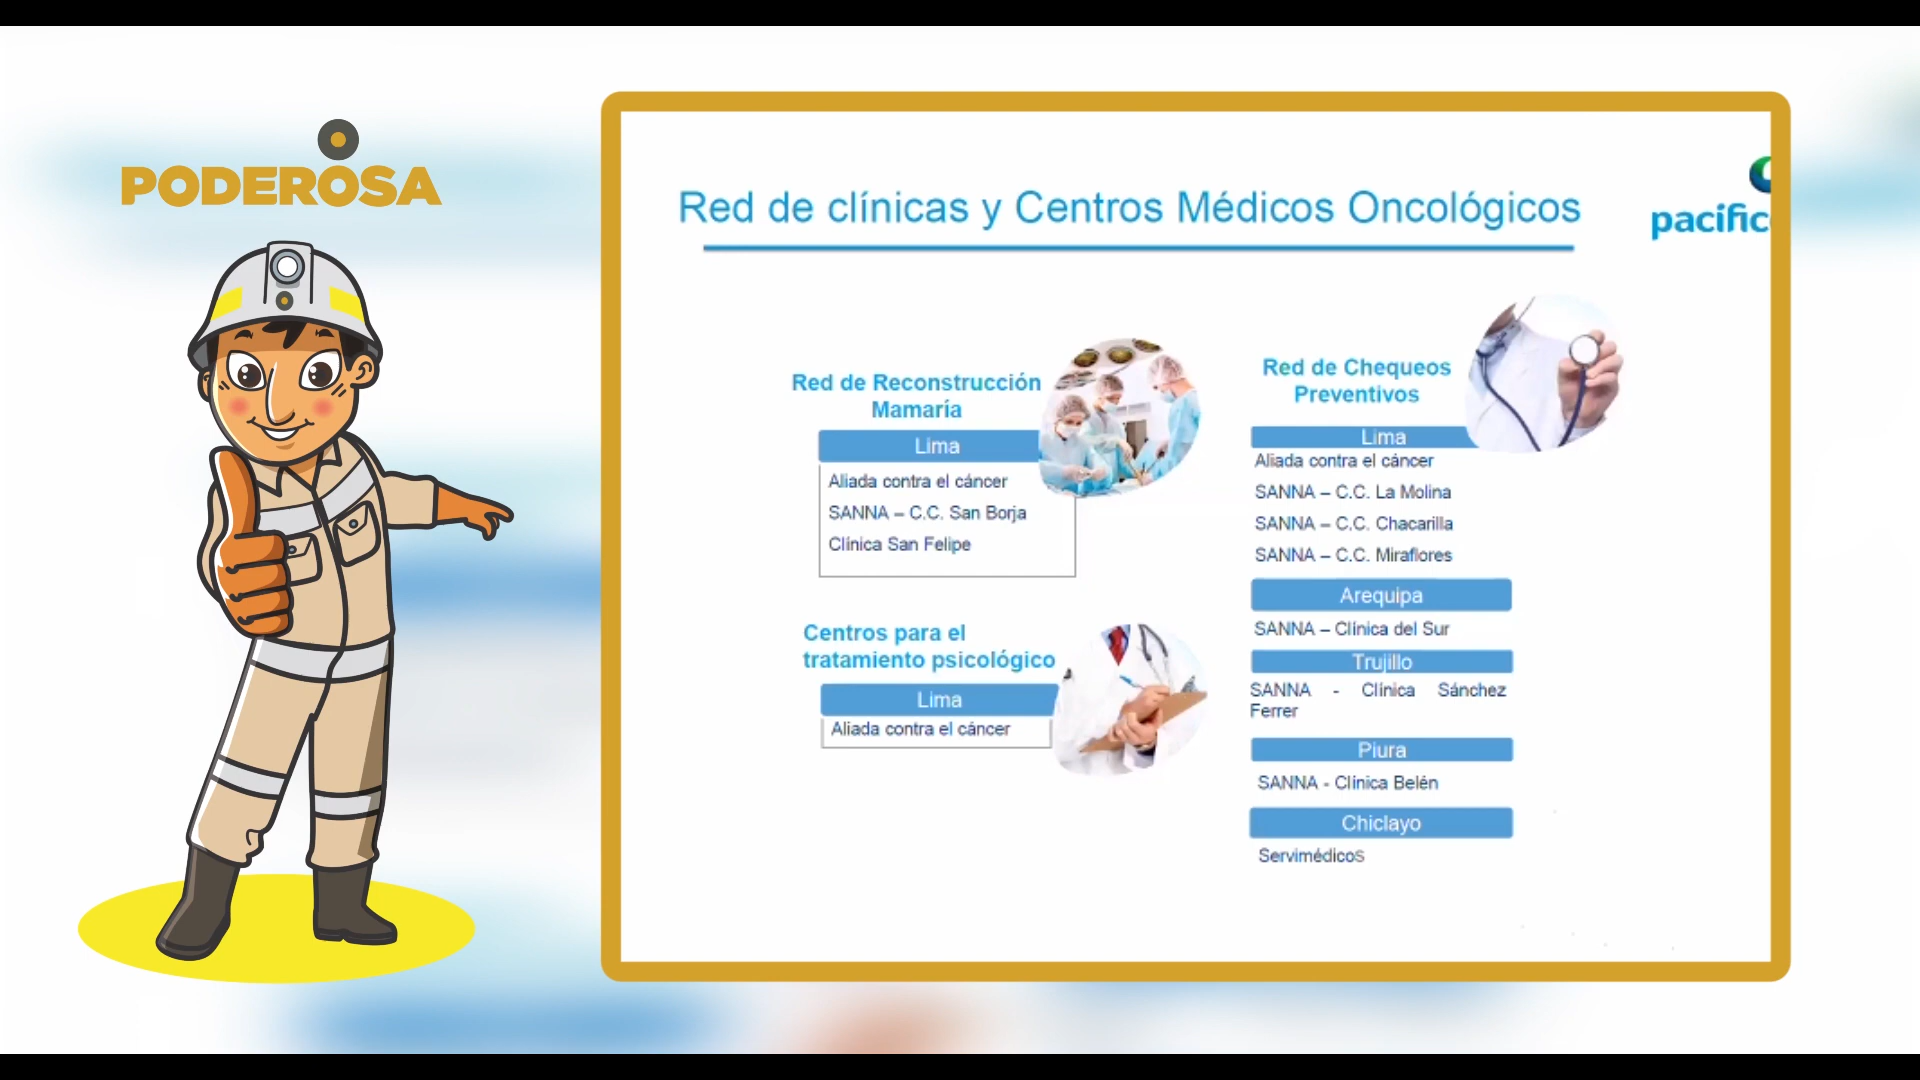 PODEROSA
Red de clínicas y Centros Médicos Oncológicos
pacific
Red de Reconstrucción
Mamaría
Lima
Aliada contra el cáncer
SANNA – C.C. San Borja
Clínica San Felipe
Centros para el
tratamiento psicológico
Lima
Aliada contra el cáncer
Red de Chequeos
Preventivos
Lima
Aliada contra el cáncer
SANNA – C.C. La Molina
SANNA – C.C. Chacarilla
SANNA – C.C. Miraflores
Arequipa
SANNA – Clínica del Sur
Trujillo
SANNA - Clínica Sánchez
Ferrer
Piura
SANNA - Clínica Belén
Chiclayo
Servimédicos